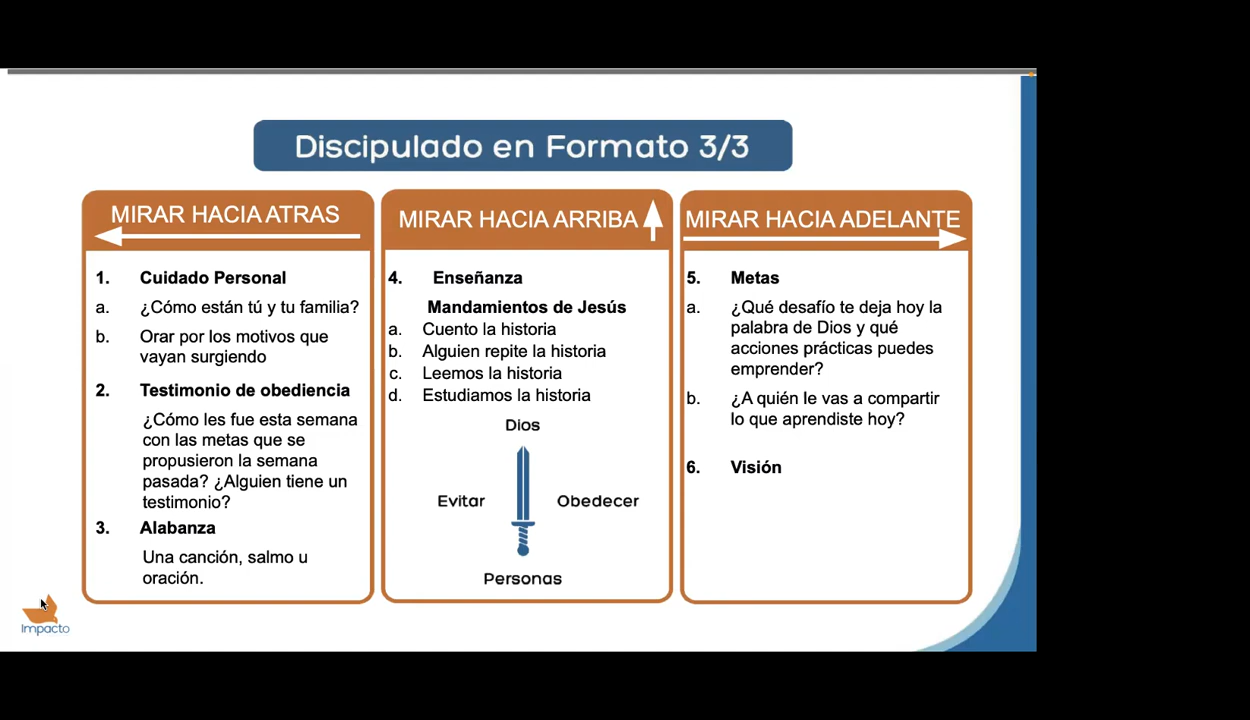 Discipulado en Formato 3/3
MIRAR HACIA ATRAS
1. Cuidado Personal
a. ¿Cómo están tú y tu familia?
b. Orar por los motivos que
vayan surgiendo
2. Testimonio de obediencia
¿Cómo les fue esta semana
con las metas que se
propusieron la semana
pasada? ¿Alguien tiene un
testimonio?
3. Alabanza
Una canción, salmo u
oración.
MIRAR HACIA ARRIBA
4. Enseñanza
Mandamientos de Jesús
a. Cuento la historia
b. Alguien repite la historia
c. Leemos la historia
d. Estudiamos la historia
Dios
Evitar
Obedecer
Personas
MIRAR HACIA ADELANTE
5. Metas
a. ¿Qué desafío te deja hoy la
palabra de Dios y qué
acciones prácticas puedes
emprender?
b. ¿A quién le vas a compartir
lo que aprendiste hoy?
6. Visión
Impacto